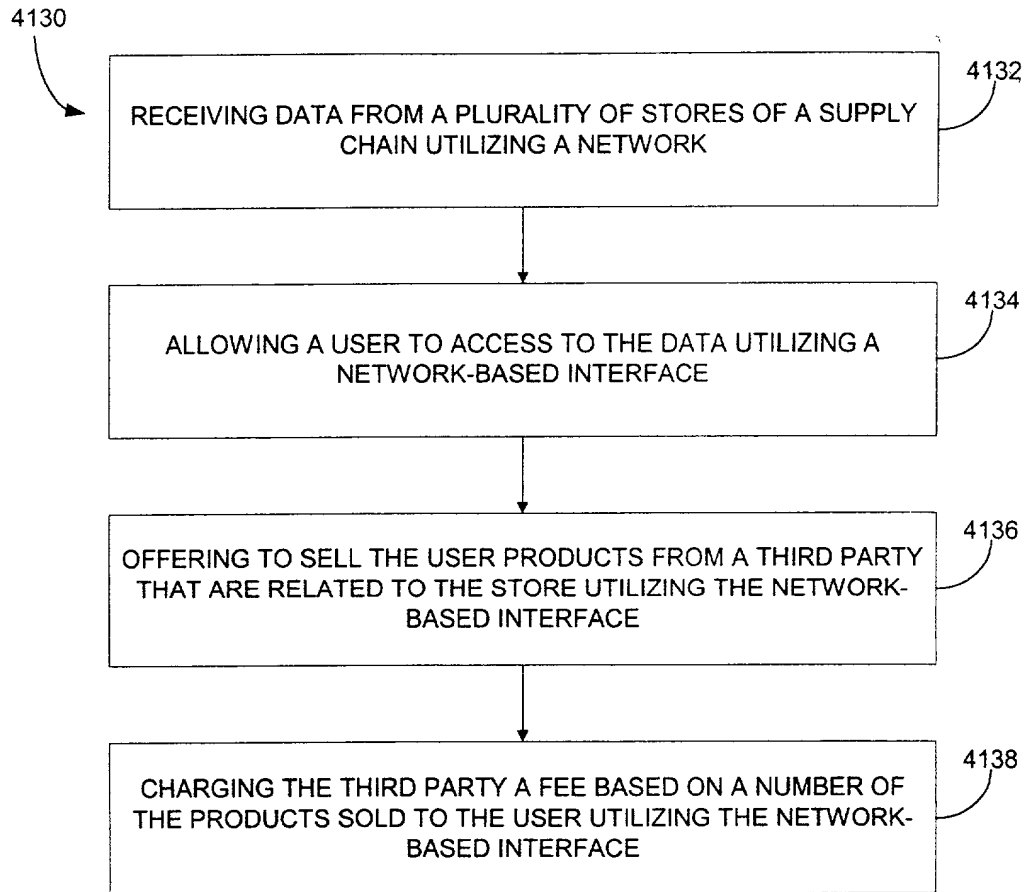 4130
4132
RECEIVING DATA FROM A PLURALITY OF STORES OF A SUPPLY
CHAIN UTILIZING A NETWORK
4134
ALLOWING A USER TO ACCESS TO THE DATA UTILIZING A
NETWORK-BASED INTERFACE
4136
OFFERING TO SELL THE USER PRODUCTS FROM A THIRD PARTY
THAT ARE RELATED TO THE STORE UTILIZING THE NETWORK-
BASED INTERFACE
4138
CHARGING THE THIRD PARTY A FEE BASED ON A NUMBER OF
THE PRODUCTS SOLD TO THE USER UTILIZING THE NETWORK-
BASED INTERFACE